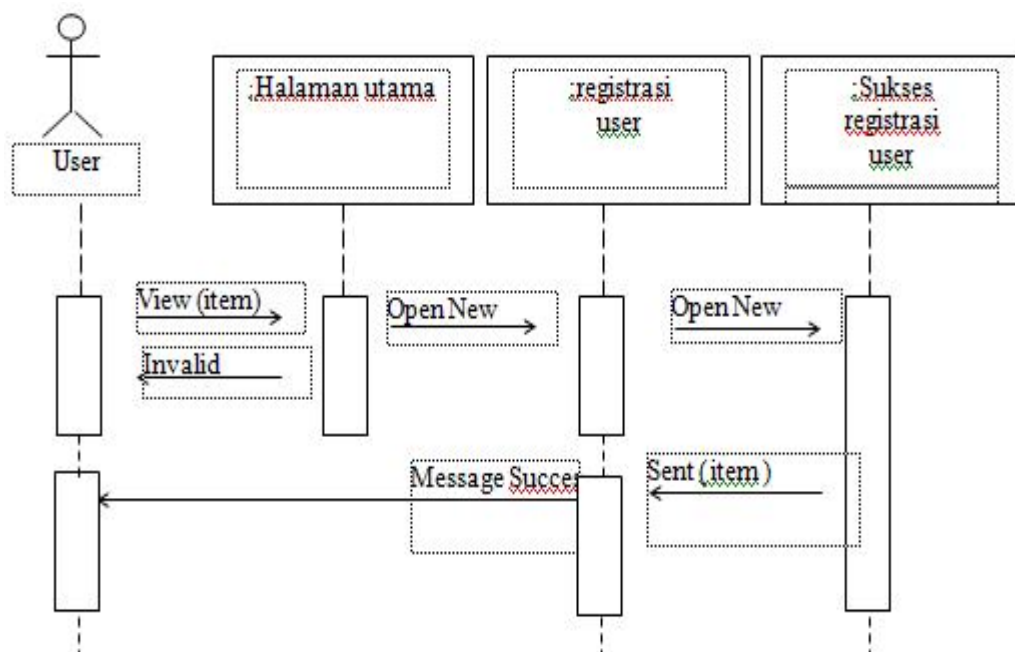 :Halaman utama
:registrasi
user
:Sukses
registrasi
user
User
View (item)
Open New
Open New
Invalid
Message Succes
Sent (item )